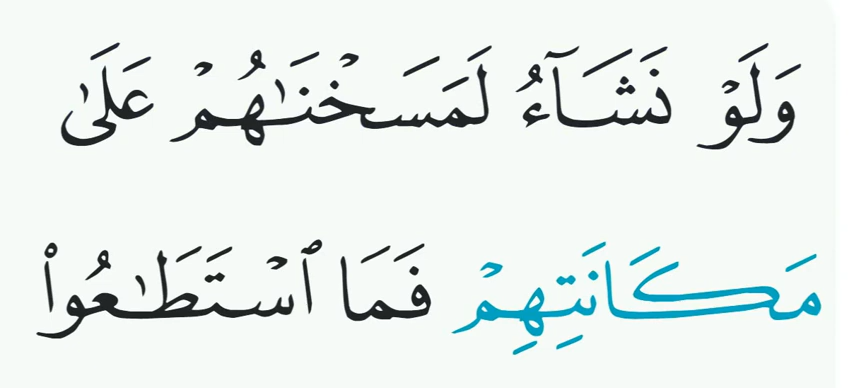 وَلَوۡ نَشَآءُ لَمَسَخۡنَٰهُمۡ عَلَىٰ
مَكَانَتِهِمۡ فَمَا ٱسۡتَطَٰعُواْ